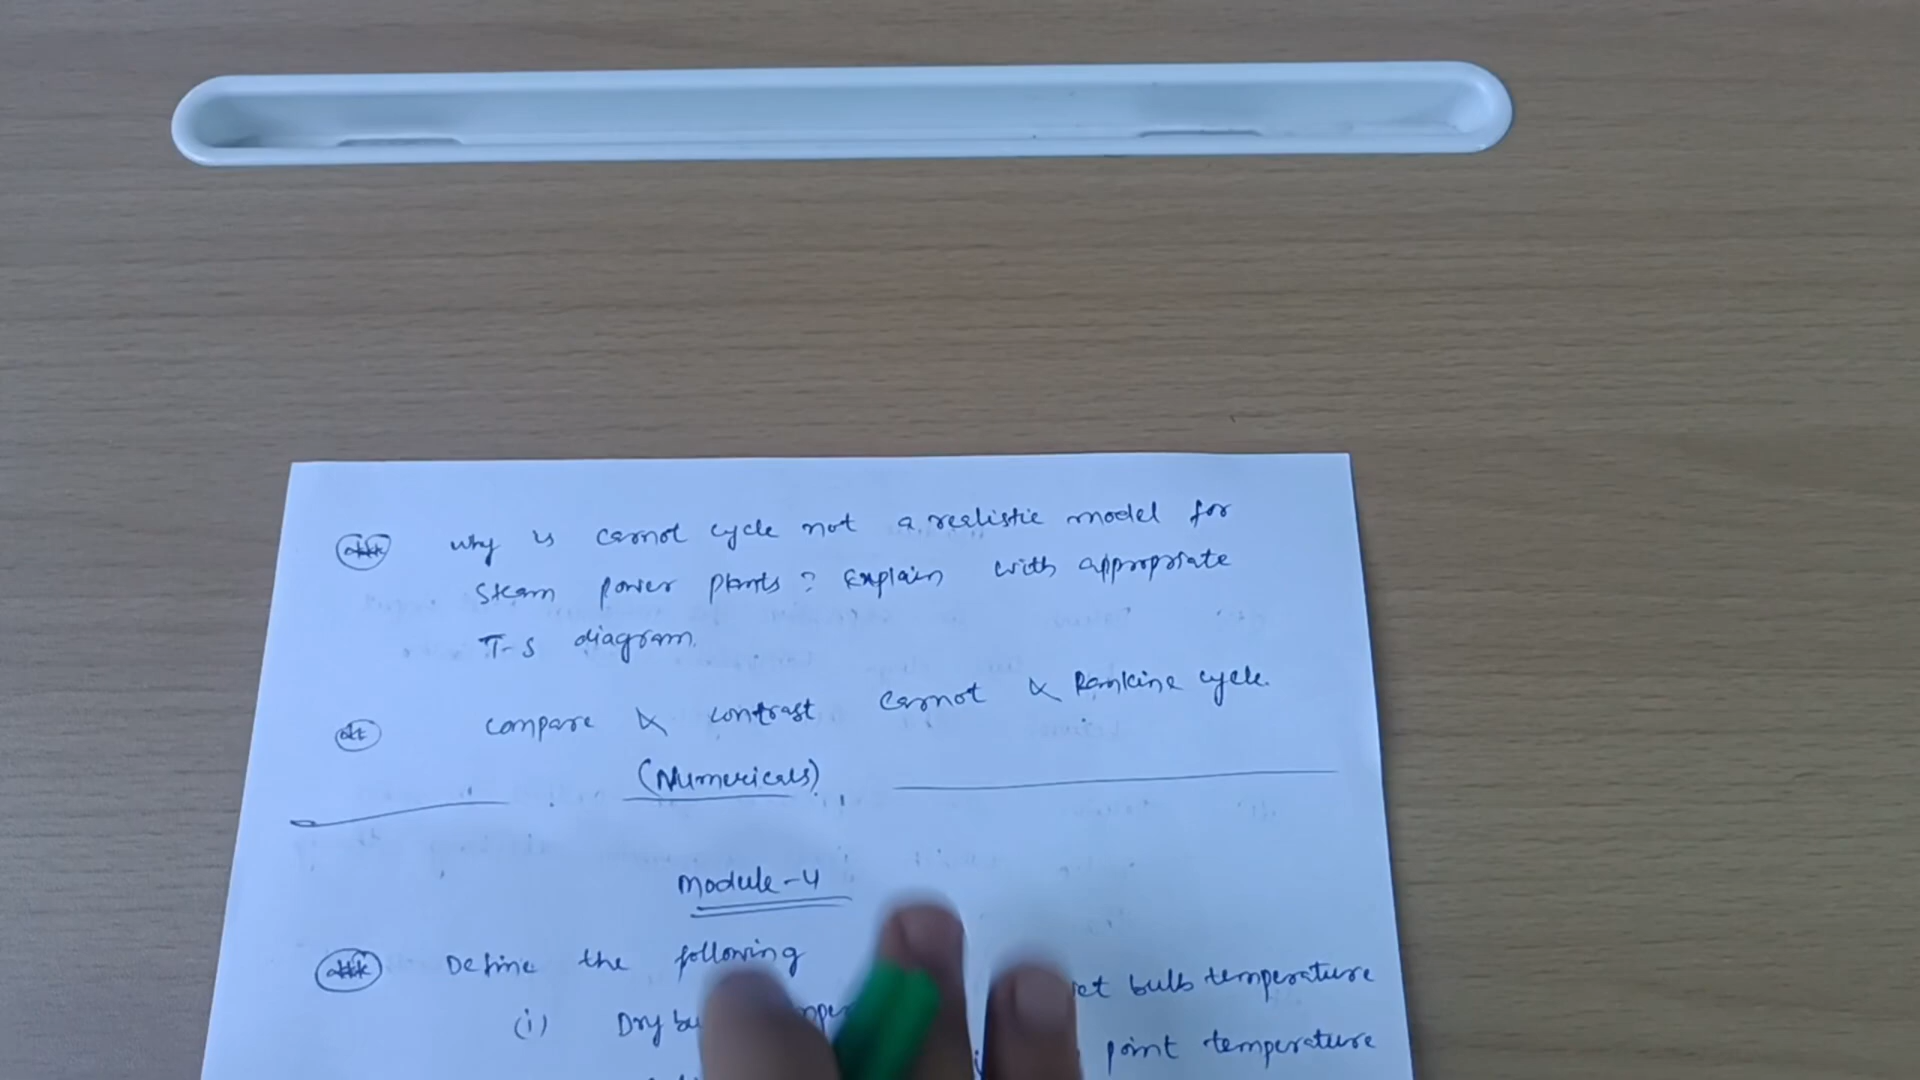 why is carnot cycle not a realistic model for
steam power plants? Explain with appropriate
T-S diagram.
compare & contrast carnot & Rankine cycle.
(Numericals)
Module-4
Define the following
(i) Dry bulb temperature
point temperature